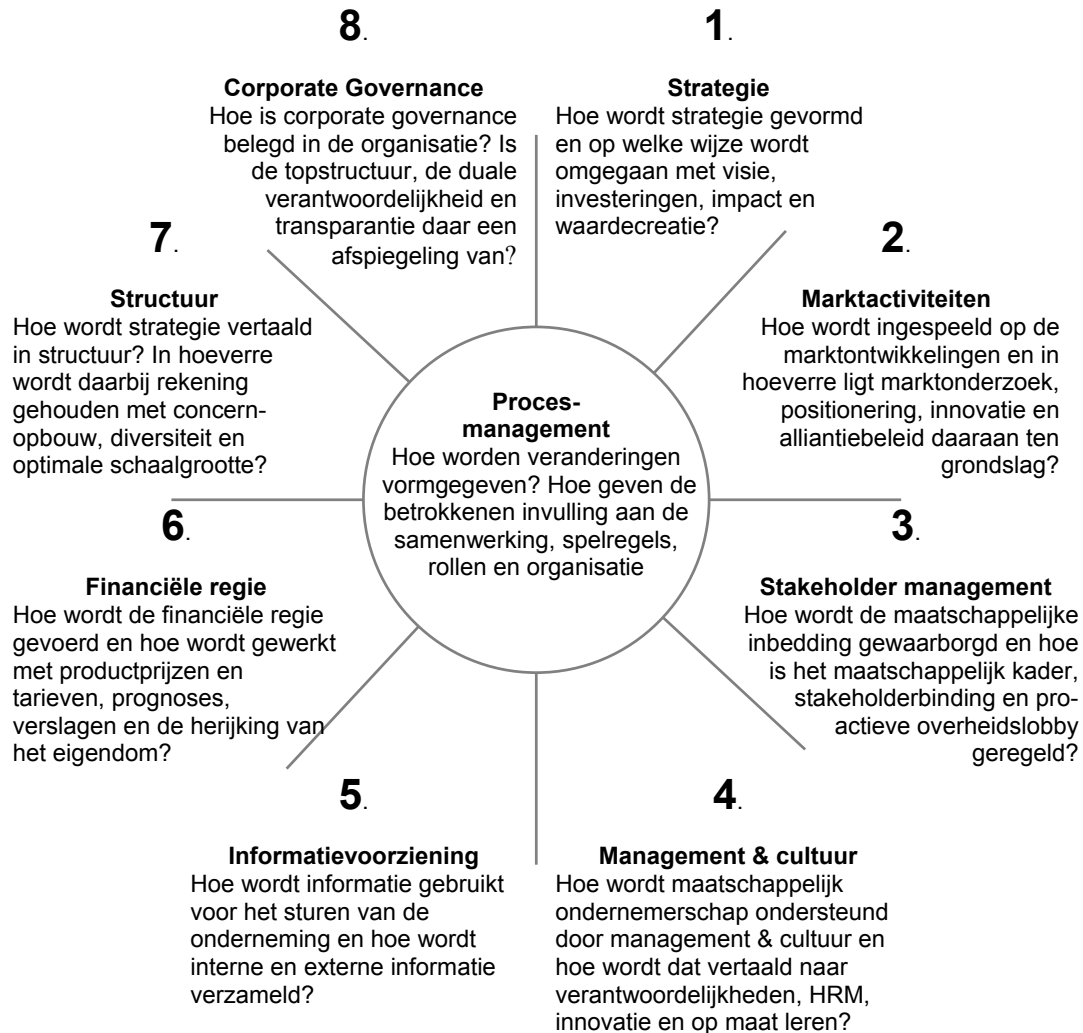 8.
Corporate Governance
Hoe is corporate governance
belegd in de organisatie? Is
de topstructuur, de duale
verantwoordelijkheid en
transparantie daar een
afspiegeling van?
1.
Strategie
Hoe wordt strategie gevormd
en op welke wijze wordt
omgegaan met visie,
investeringen, impact en
waardecreatie?
7.
Structuur
Hoe wordt strategie vertaald
in structuur? In hoeverre
wordt daarbij rekening
gehouden met concern-
opbouw, diversiteit en
optimale schaalgrootte?
2.
Marktactiviteiten
Hoe wordt ingespeeld op de
marktontwikkelingen en in
hoeverre ligt marktonderzoek,
positionering, innovatie en
alliantiebeleid daaraan ten
grondslag?
Proces-
management
Hoe worden veranderingen
vormgegeven? Hoe geven de
betrokkenen invulling aan de
samenwerking, spelregels,
rollen en organisatie
6.
Financiële regie
Hoe wordt de financiële regie
gevoerd en hoe wordt gewerkt
met productprijzen en
tarieven, prognoses,
verslagen en de herijking van
het eigendom?
3.
Stakeholder management
Hoe wordt de maatschappelijke
inbedding gewaarborgd en hoe
is het maatschappelijk kader,
stakeholderbinding en pro-
actieve overheidslobby
geregeld?
5.
Informatievoorziening
Hoe wordt informatie gebruikt
voor het sturen van de
onderneming en hoe wordt
interne en externe informatie
verzameld?
4.
Management & cultuur
Hoe wordt maatschappelijk
ondernemerschap ondersteund
door management & cultuur en
hoe wordt dat vertaald naar
verantwoordelijkheden, HRM,
innovatie en op maat leren?